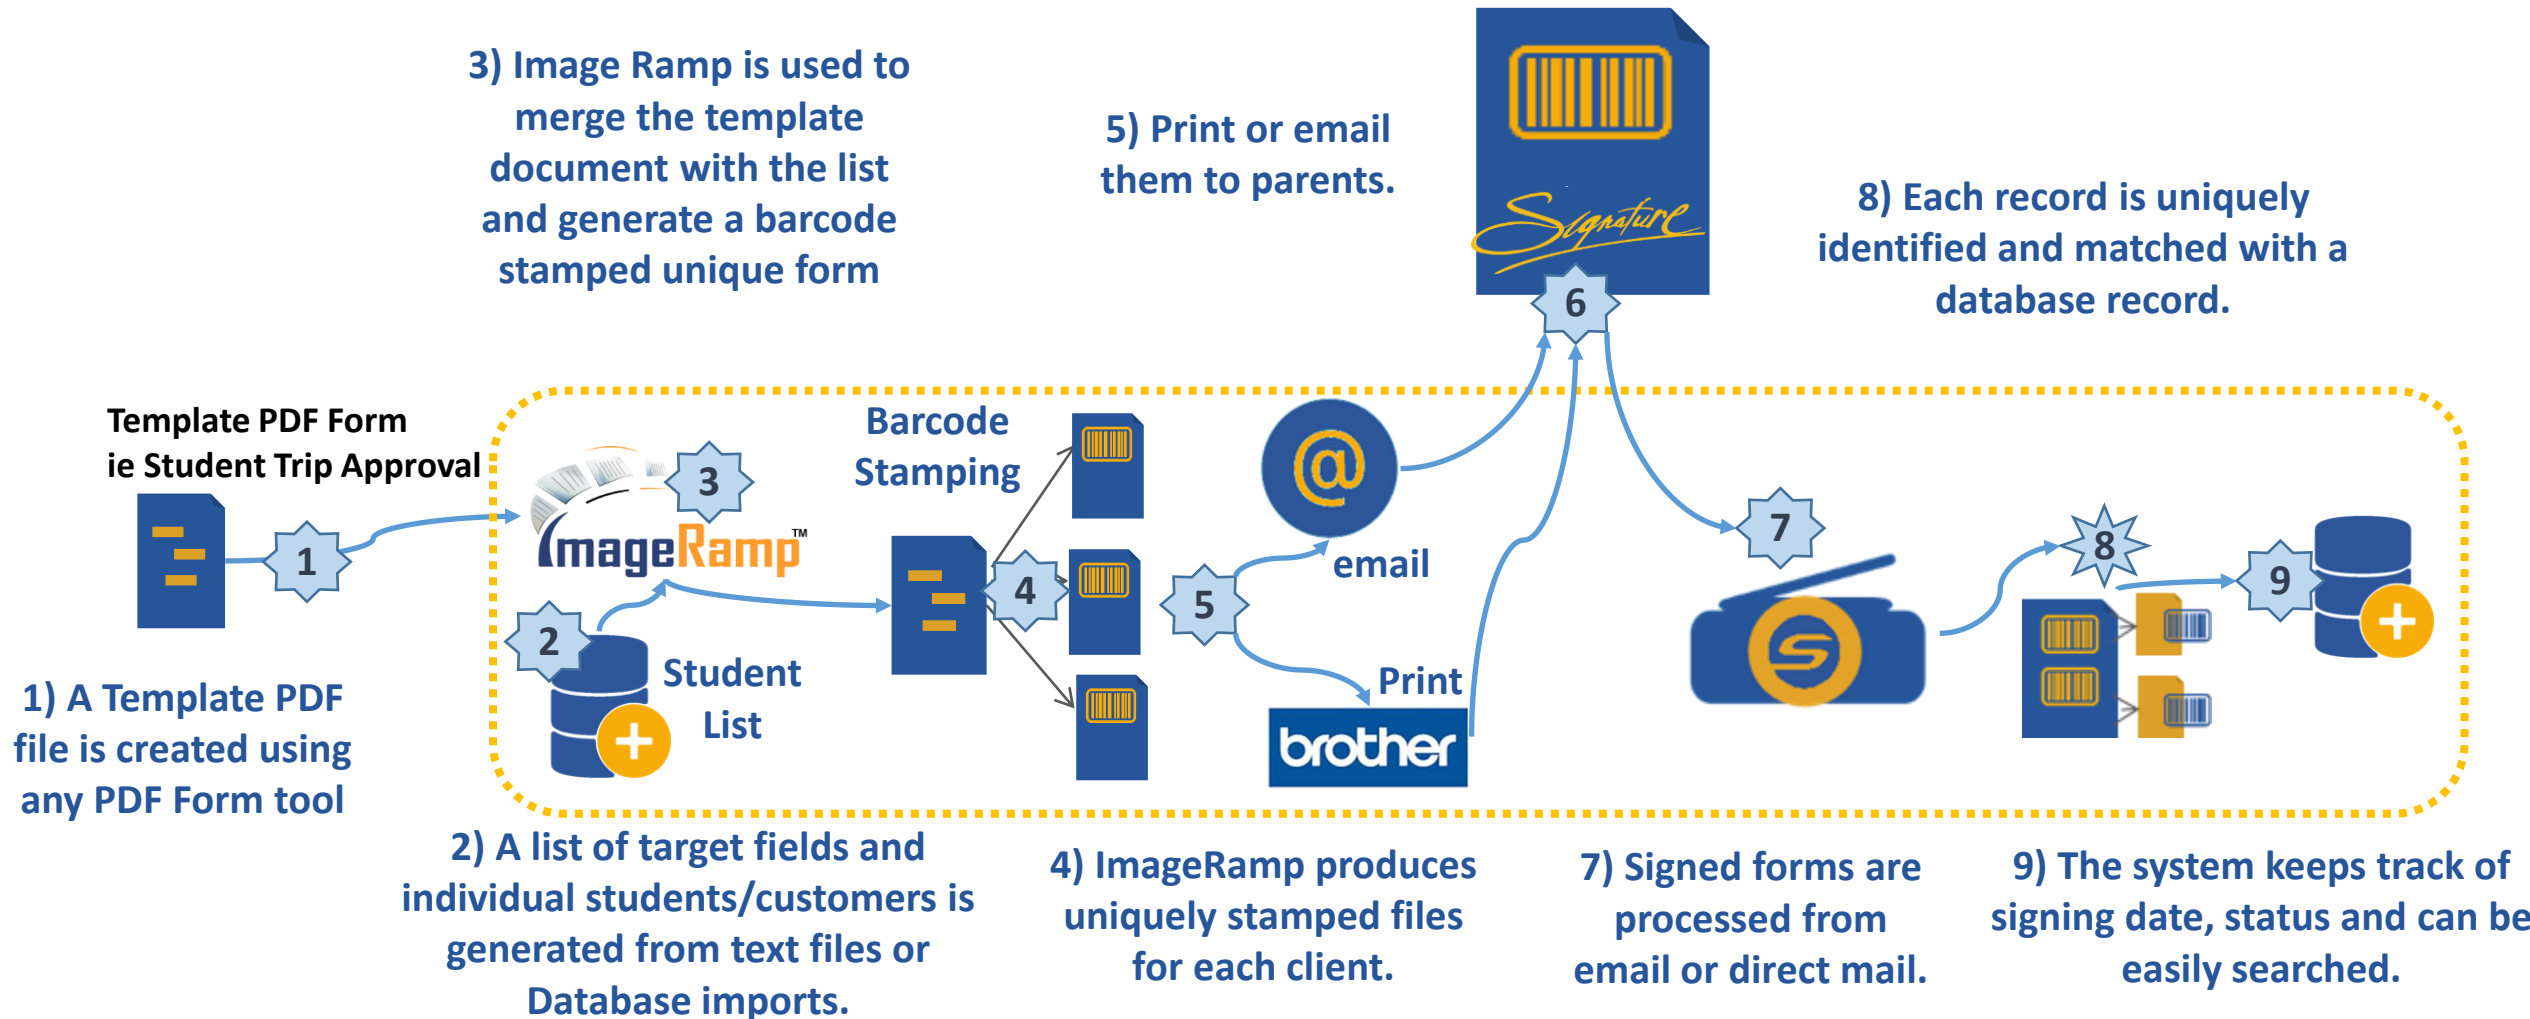 3) Image Ramp is used to
merge the template
document with the list
and generate a barcode
stamped unique form
5) Print or email
them to parents.
Signature
6
8) Each record is uniquely
identified and matched with a
database record.
Template PDF Form
ie Student Trip Approval
1
ImageRamp™
3
2
Student
List
Barcode
Stamping
4
5
@
email
Print
brother
7
S
8
9
1) A Template PDF
file is created using
any PDF Form tool
2) A list of target fields and
individual students/customers is
generated from text files or
Database imports.
4) ImageRamp produces
uniquely stamped files
for each client.
7) Signed forms are
processed from
email or direct mail.
9) The system keeps track of
signing date, status and can be
easily searched.